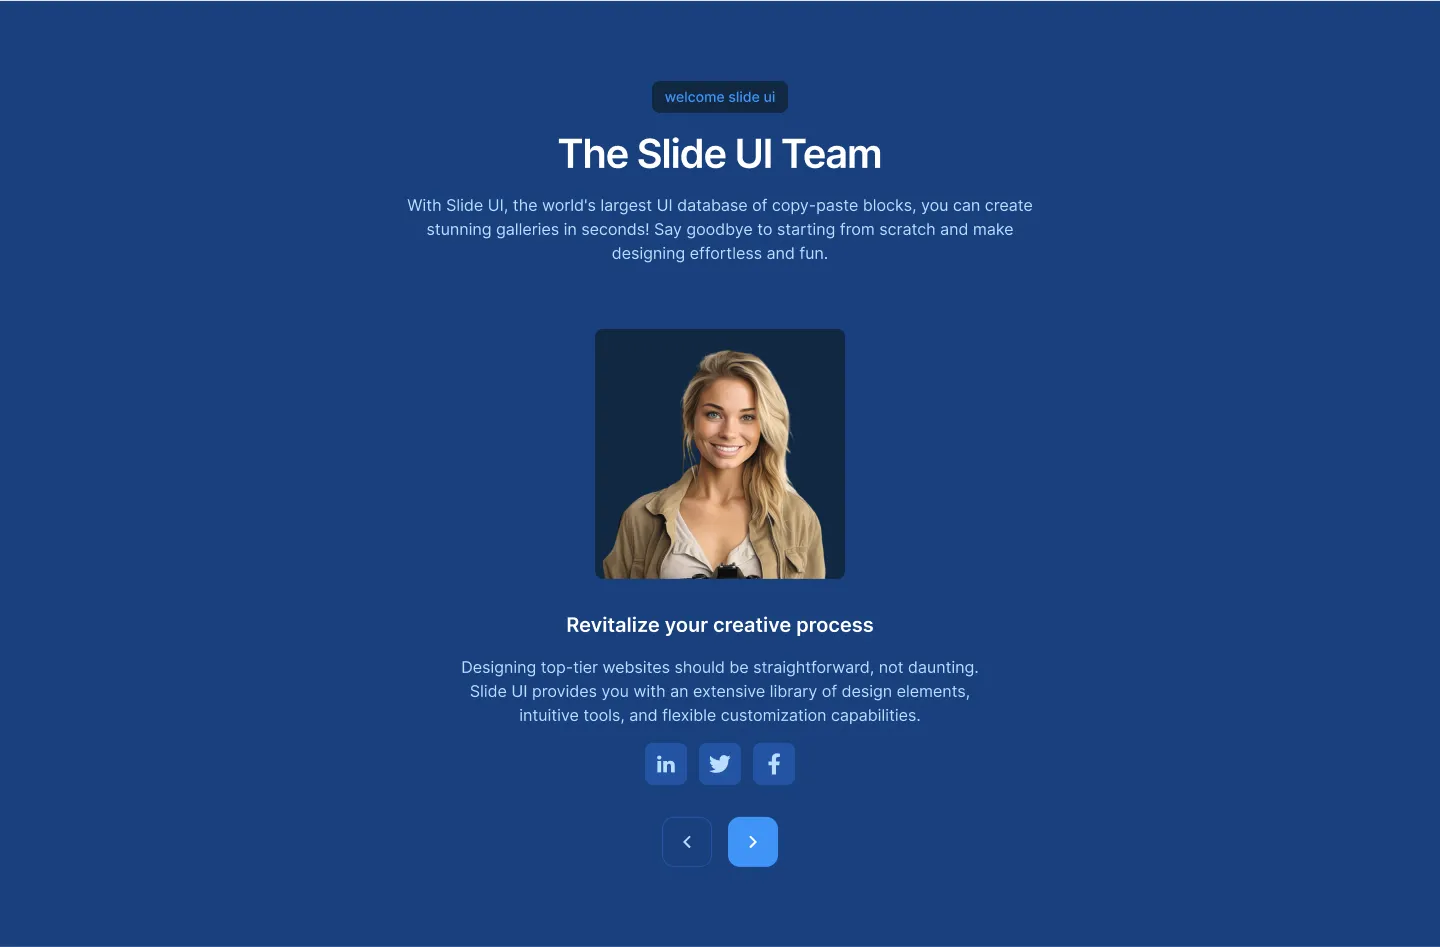 welcome slide ui
The Slide UI Team
With Slide UI, the world's largest UI database of copy-paste blocks, you can create
stunning galleries in seconds! Say goodbye to starting from scratch and make
designing effortless and fun.
Revitalize your creative process
Designing top-tier websites should be straightforward, not daunting.
Slide UI provides you with an extensive library of design elements,
intuitive tools, and flexible customization capabilities.
in